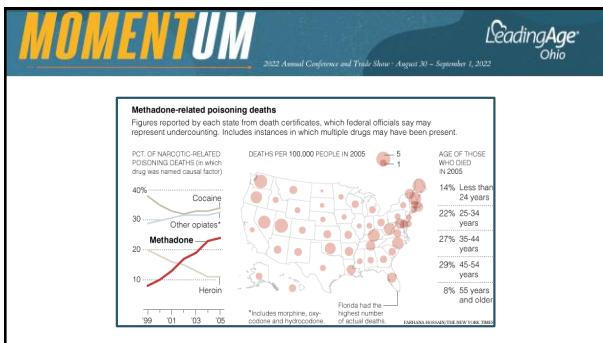 MOMENTUM
LeadingAge®
Ohio
2022 Annual Conference and Trade Show · August 30 – September 1, 2022
Methadone-related poisoning deaths
Figures reported by each state from death certificates, which federal officials say may
represent undercounting. Includes instances in which multiple drugs may have been present.
PCT. OF NARCOTIC-RELATED
POISONING DEATHS (in which
drug was named causal factor)
40%
Cocaine
30
Other opiates*
Methadone
20
10
Heroin
'99 '01 '03 '05
DEATHS PER 100,000 PEOPLE IN 2005
5
1
*Includes morphine, oxy-
codone and hydrocodone.
Florida had the
highest number
of actual deaths.
AGE OF THOSE
WHO DIED
IN 2005
14% Less than
24 years
22% 25-34
years
27% 35-44
years
29% 45-54
years
8% 55 years
and older
FARHANA HOSSAIN/THE NEW YORK TIMES